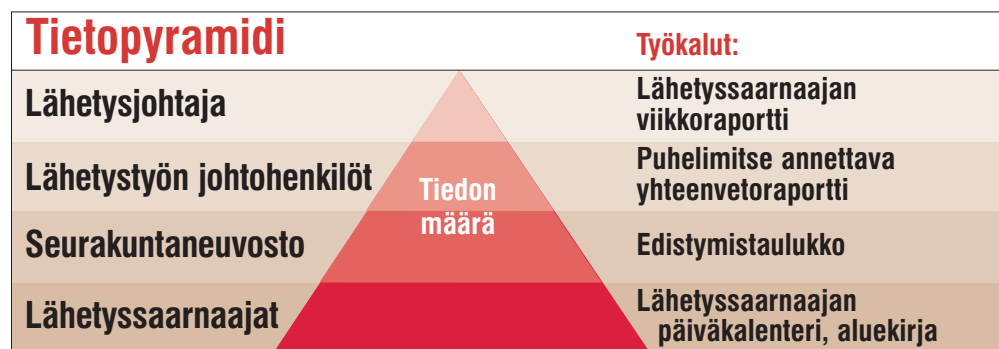 Tietopyramidi
Työkalut:
Lähetysjohtaja
Lähetyssaarnaajan
viikkoraportti
Lähetystyön johtohenkilöt
Tiedon
määrä
Puhelimitse annettava
yhteenvetoraportti
Seurakuntaneuvosto
Edistymistaulukko
Lähetyssaarnaajat
Lähetyssaarnaajan
päiväkalenteri, aluekirja